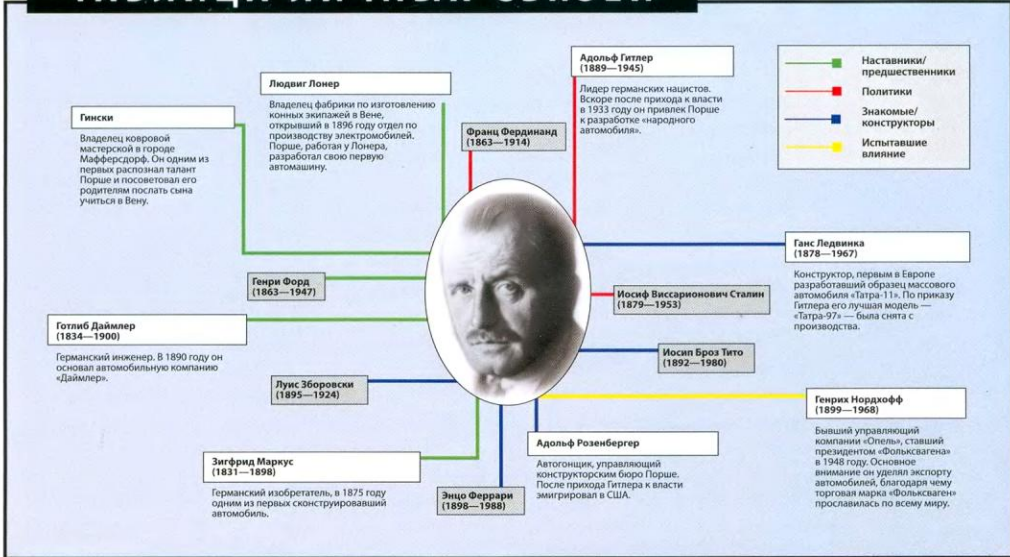 Людвиг Лонер
Владелец фабрики по изготовлению
конных экипажей в Вене,
открывший в 1896 году отдел по
производству электромобилей.
Порше, работая у Лонера,
разработал свою первую
автомашину.
Гински
Владелец ковровой
мастерской в городе
Мафферсдорф. Он одним из
первых распознал талант
Порше и посоветовал его
родителям послать сына
учиться в Вену.
Франц Фердинанд
(1863—1914)
Адольф Гитлер
(1889—1945)
Лидер германских нацистов.
Вскоре после прихода к власти
в 1933 году он привлек Порше
к разработке «народного
автомобиля».
Наставники/
предшественники
Политики
Знакомые/
конструкторы
Испытавшие
влияние
Генри Форд
(1863—1947)
Готлиб Даймлер
(1834—1900)
Германский инженер. В 1890 году он
основал автомобильную компанию
«Даймлер».
Луис Зборовски
(1895—1924)
Зигфрид Маркус
(1831—1898)
Германский изобретатель, в 1875 году
одним из первых сконструировавший
автомобиль.
Энцо Феррари
(1898—1988)
Адольф Розенбергер
Автогонщик, управляющий
конструкторским бюро Порше.
После прихода Гитлера к власти
эмигрировал в США.
Ганс Ледвинка
(1878—1967)
Конструктор, первым в Европе
разработавший образец массового
автомобиля «Татра-11». По приказу
Гитлера его лучшая модель —
«Татра-97» — была снята с
производства.
Иосиф Виссарионович Сталин
(1879—1953)
Иосип Броз Тито
(1892—1980)
Генрих Нордхофф
(1899—1968)
Бывший управляющий
компании «Опель», ставший
президентом «Фольксвагена»
в 1948 году. Основное
внимание он уделял экспорту
автомобилей, благодаря чему
торговая марка «Фольксваген»
прославилась по всему миру.